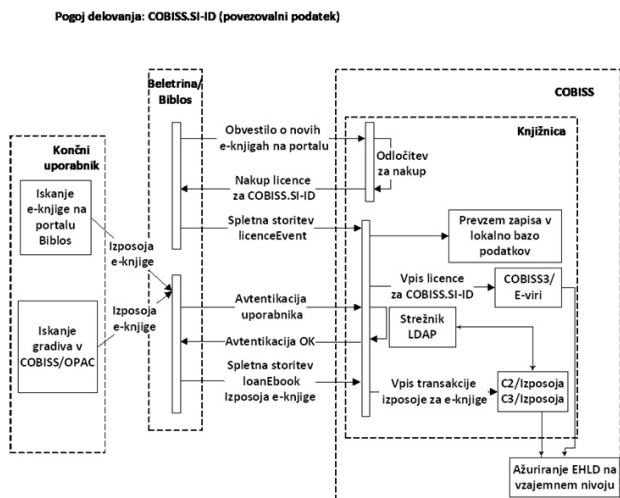 Pogoj delovanja: COBISS.SI-ID (povezovalni podatek)
Beletrina/
Biblos
COBISS
Knjižnica
Končni
uporabnik
Obvestilo o novih
e-knjigah na portalu
Odločitev
za nakup
Nakup licence
za COBISS.SI-ID
Iskanje
e-knjige na
portalu
Biblos
Izposoja
e-knjige
Spletna storitev
licenceEvent
Prevzem zapisa v
lokalno bazo
podatkov
Vpis licence
za COBISS.SI-ID
COBISS3/
E-viri
Izposoja
e-knjige
Avtentikacija
uporabnika
Strežnik
LDAP
Iskanje
gradiva v
COBISS/OPAC
Avtentikacija OK
Spletna storitev
loanEbook
Izposoja e-knjige
Vpis transakcije
izposoje za e-knjige
C2/Izposoja
C3/Izposoja
Ažuriranje EHLD na
vzajemnem nivoju